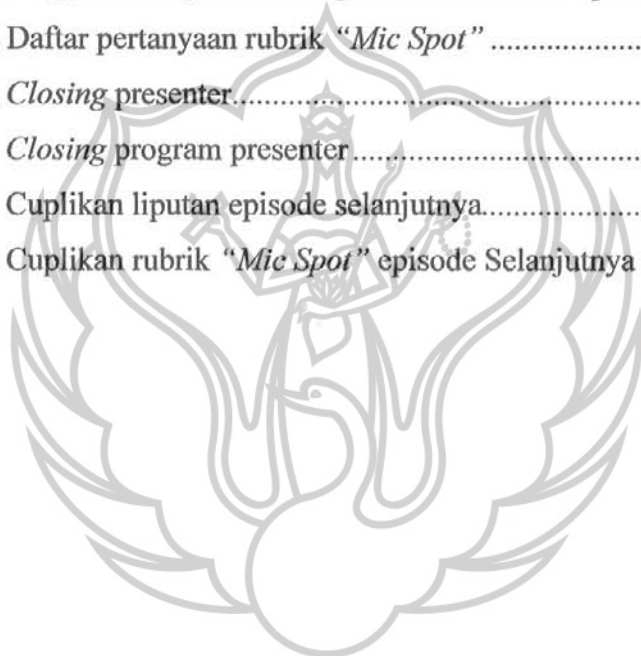 Daftar pertanyaan rubrik “Mic Spot” ....................
Closing presenter......................................................
Closing program presenter.....................................
Cuplikan liputan episode selanjutnya.....................
Cuplikan rubrik “Mic Spot” episode Selanjutnya